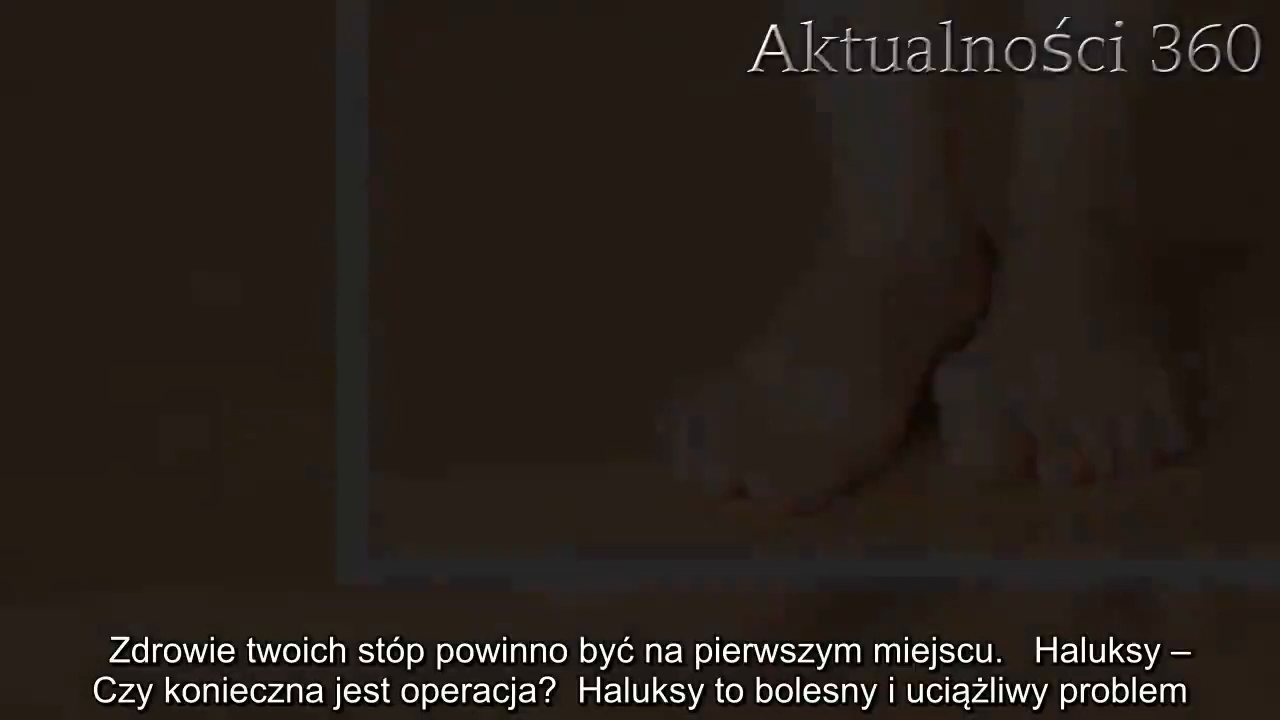 Aktualności 360
Zdrowie twoich stóp powinno być na pierwszym miejscu. Haluksy –
Czy konieczna jest operacja? Haluksy to bolesny i uciążliwy problem